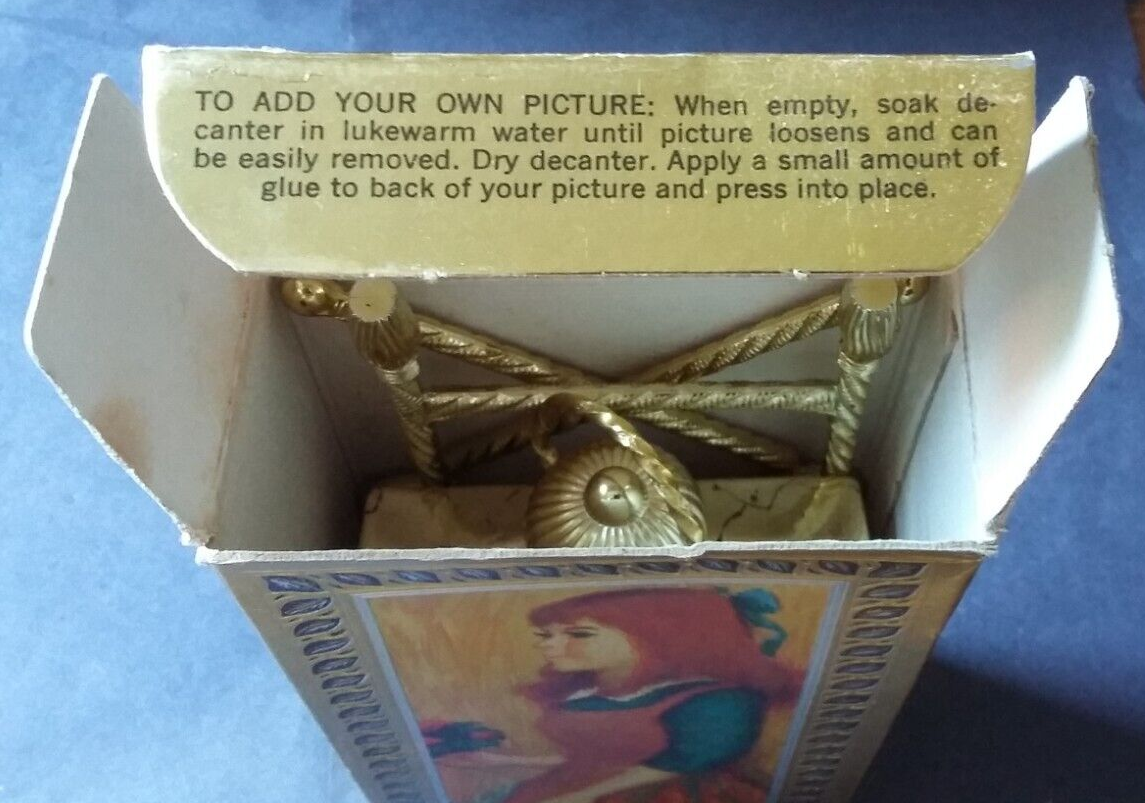 TO ADD YOUR OWN PICTURE: When empty, soak de-
canter in lukewarm water until picture loosens and can
be easily removed. Dry decanter. Apply a small amount of
glue to back of your picture and press into place.